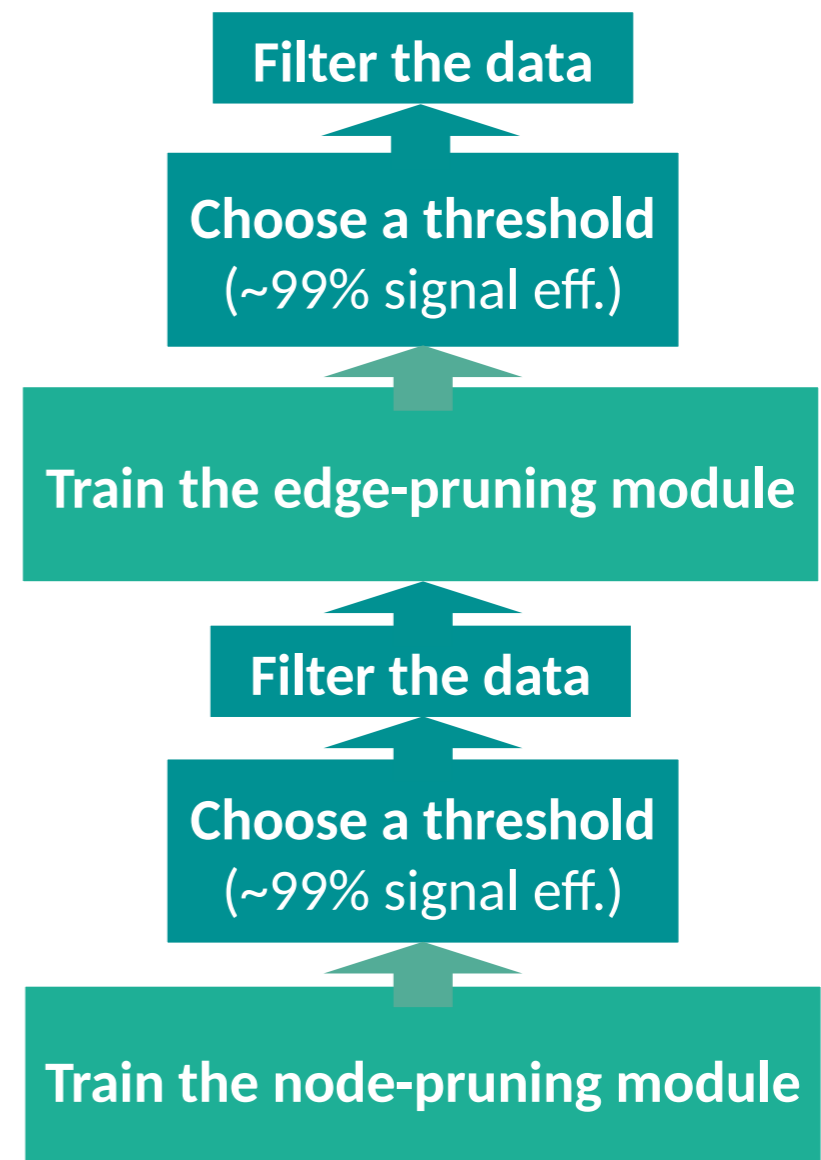 Filter the data
Choose a threshold
(~99% signal eff.)
Train the edge-pruning module
Filter the data
Choose a threshold
(~99% signal eff.)
Train the node-pruning module